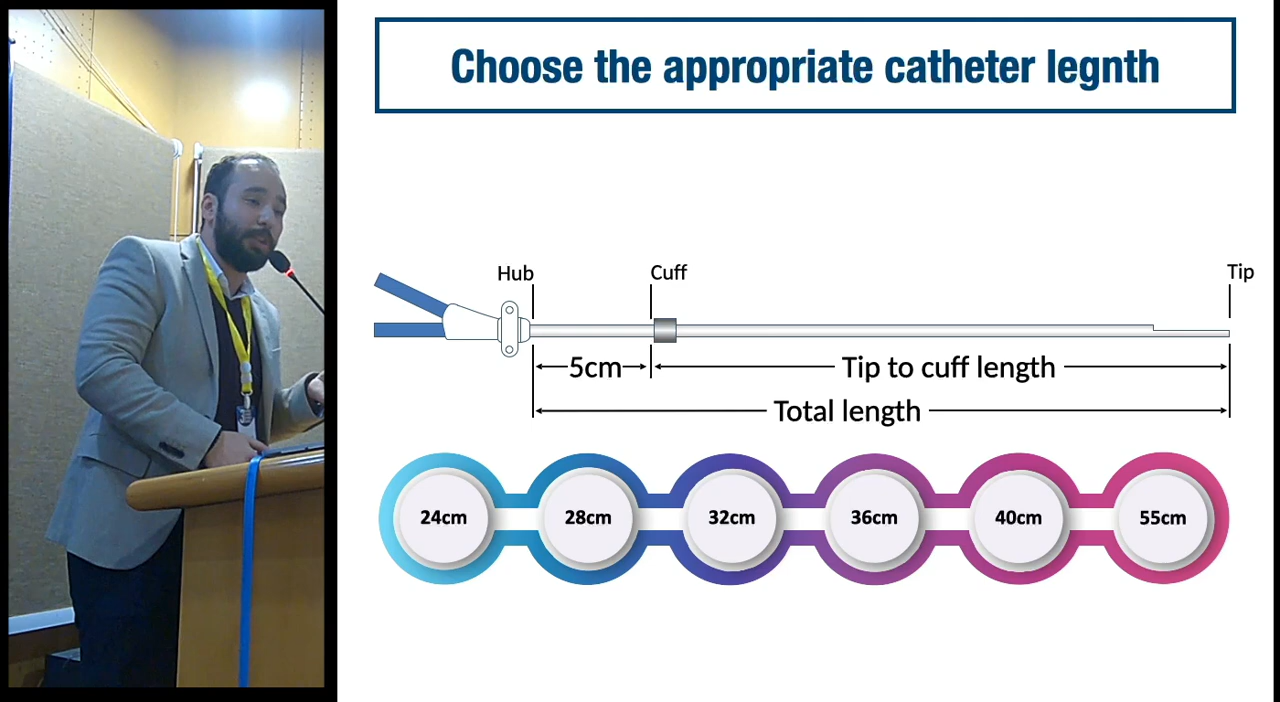 Choose the appropriate catheter legnth
Hub
Cuff
Tip
5cm
Tip to cuff length
Total length
24cm
28cm
32cm
36cm
40cm
55cm